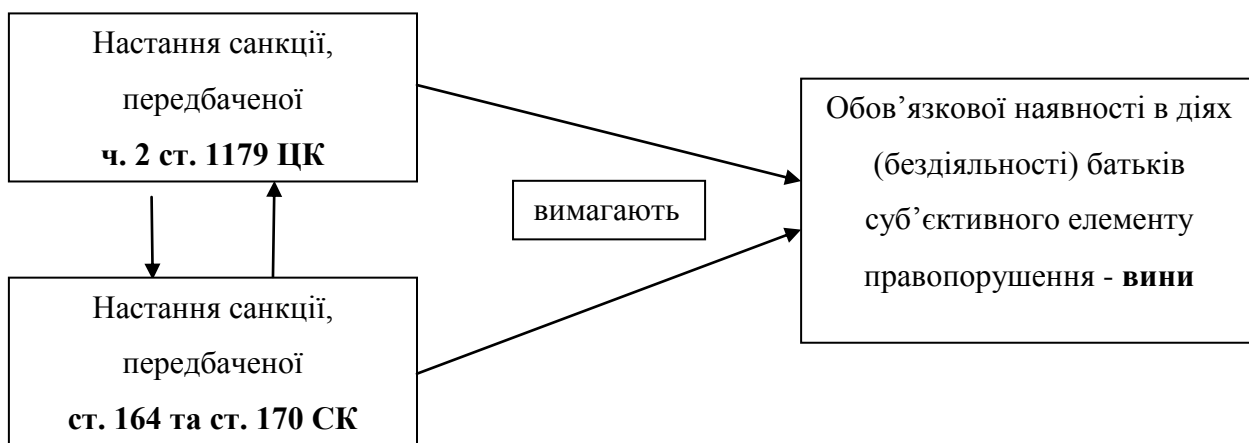 Настання санкції,
передбаченої
ч. 2 ст. 1179 ЦК
вимагають
Обов’язкової наявності в діях
(бездіяльності) батьків
суб’єктивного елементу
правопорушення - вини
Настання санкції,
передбаченої
ст. 164 та ст. 170 СК